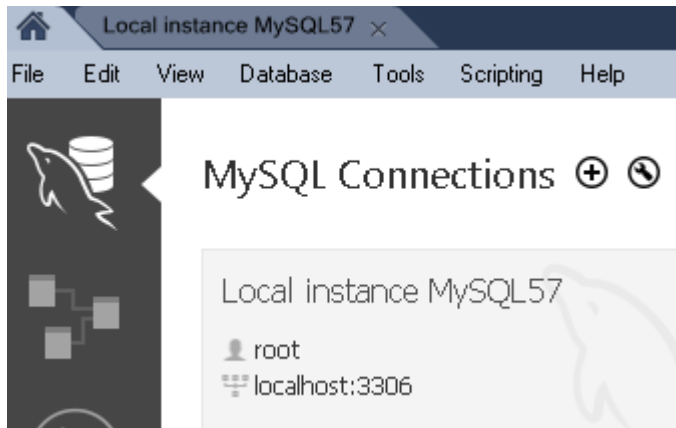 Local instance MySQL57
File Edit View Database Tools Scripting Help
MySQL Connections
Local instance MySQL57
root
localhost:3306